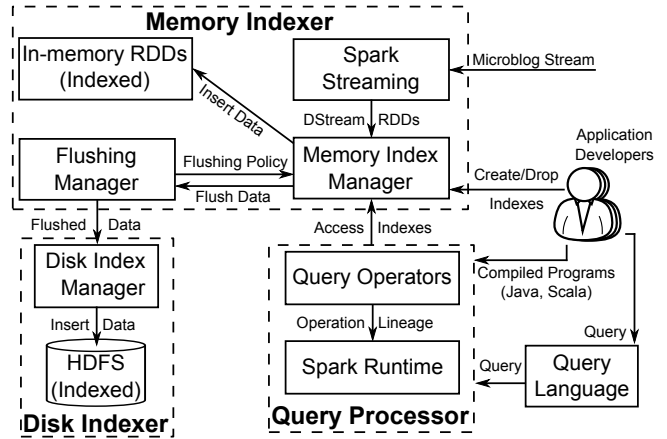 Memory Indexer
In-memory RDDs
(Indexed)
Spark
Streaming
Microblog Stream
Insert Data
DStream RDDs
Flushing
Manager
Flushing Policy
Flush Data
Memory Index
Manager
Create/Drop
Indexes
Application
Developers
Flushed Data
Access Indexes
Disk Index
Manager
Query Operators
Compiled Programs
(Java, Scala)
Insert Data
Operation Lineage
Query
HDFS
(Indexed)
Spark Runtime
Query
Query
Language
Disk Indexer
Query Processor